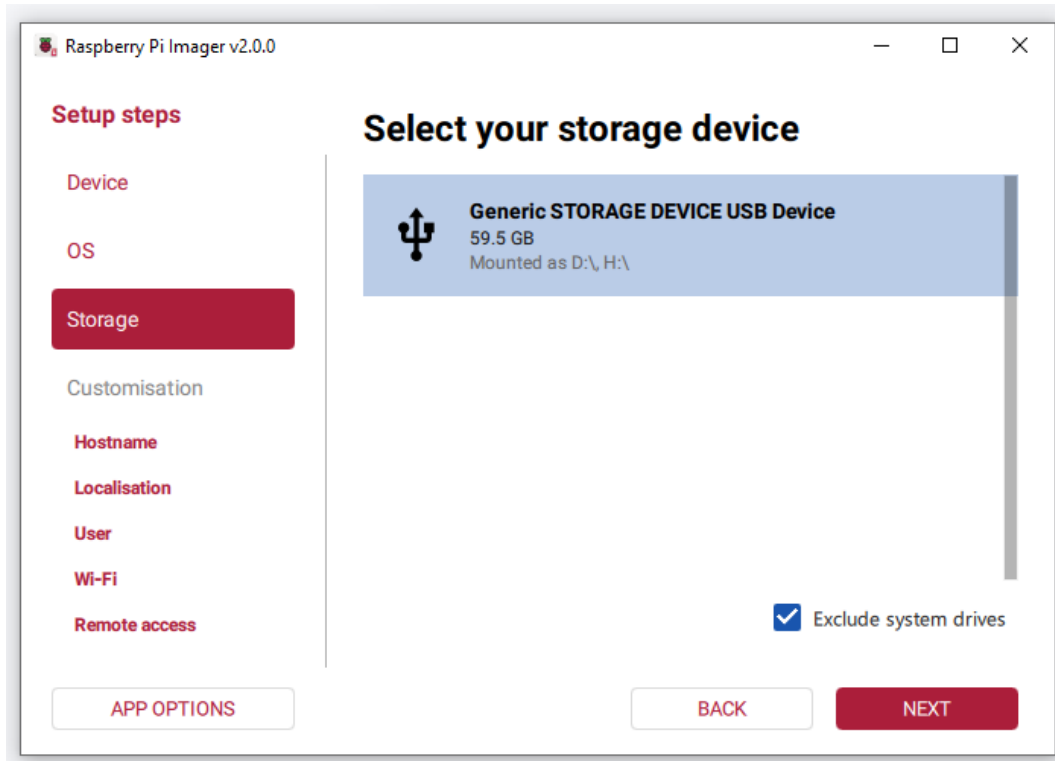 Raspberry Pi Imager v2.0.0
Setup steps
Device
OS
Storage
Customisation
Hostname
Localisation
User
Wi-Fi
Remote access
APP OPTIONS
Select your storage device
Generic STORAGE DEVICE USB Device
59.5 GB
Mounted as D:\, H:\
Exclude system drives
BACK
NEXT